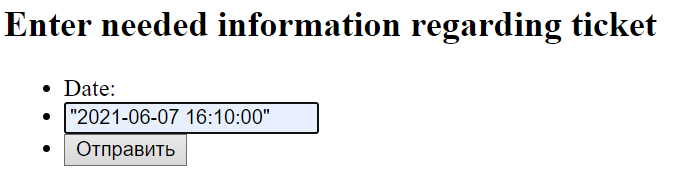 Enter needed information regarding ticket
Date:
"2021-06-07 16:10:00"
Отправить